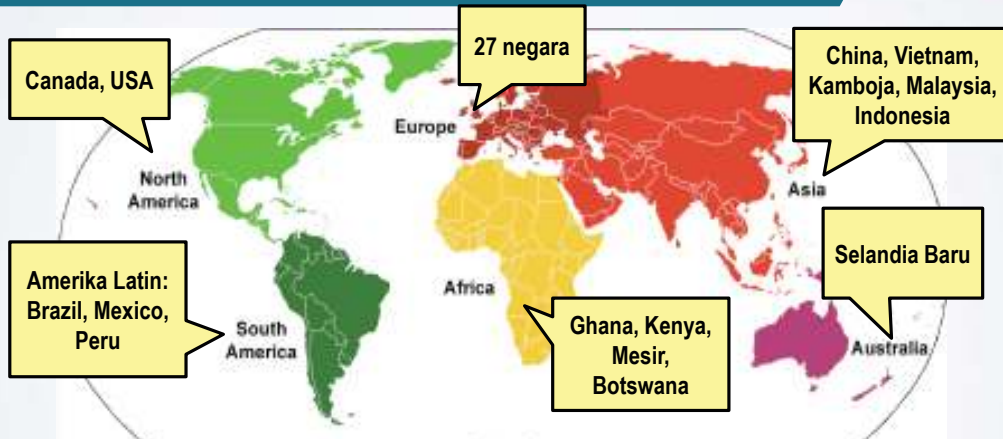 27 negara
Canada, USA
China, Vietnam,
Kamboja, Malaysia,
Indonesia
Europe
North
America
Asia
Selandia Baru
Amerika Latin:
Brazil, Mexico,
Peru
Africa
South
America
Ghana, Kenya,
Mesir,
Botswana
Australia